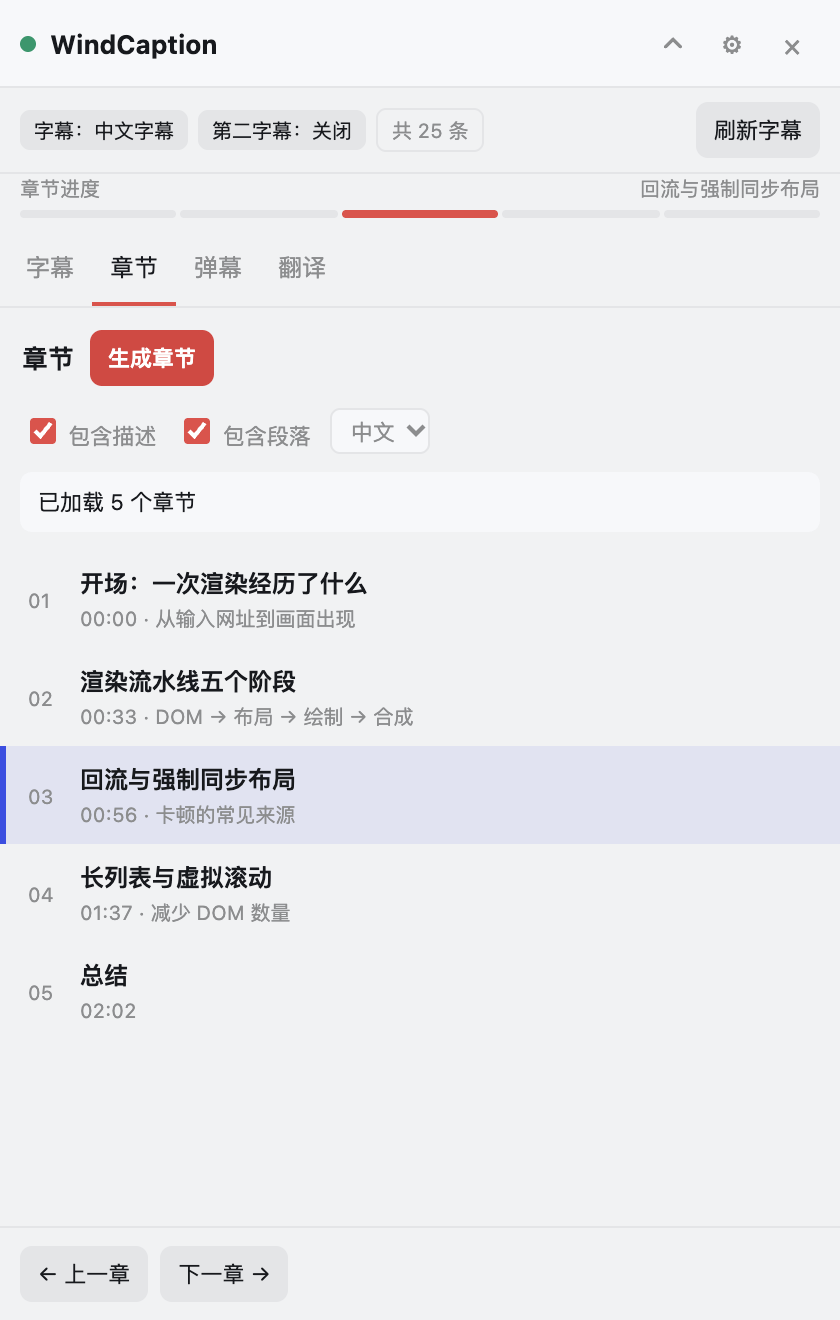 WindCaption
字幕：中文字幕 第二字幕：关闭 共 25 条 刷新字幕
章节进度 回流与强制同步布局
字幕 章节 弹幕 翻译
章节 生成章节
包含描述 包含段落 中文
已加载 5 个章节
01 开场：一次渲染经历了什么
00:00 · 从输入网址到画面出现
02 渲染流水线五个阶段
00:33 · DOM → 布局 → 绘制 → 合成
03 回流与强制同步布局
00:56 · 卡顿的常见来源
04 长列表与虚拟滚动
01:37 · 减少 DOM 数量
05 总结
02:02
← 上一章 下一章 →